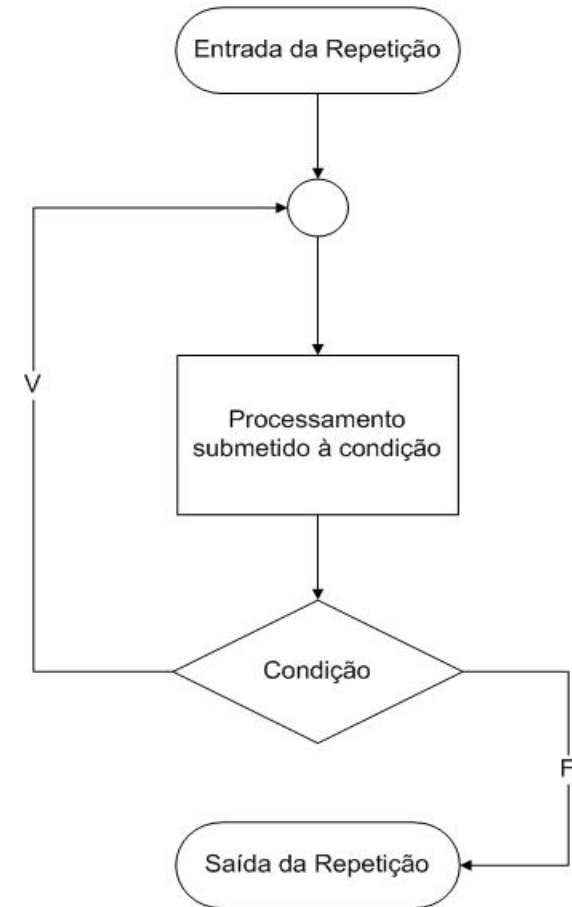 Entrada da Repetição
V
Processamento
submetido à condição
Condição
F
Saída da Repetição